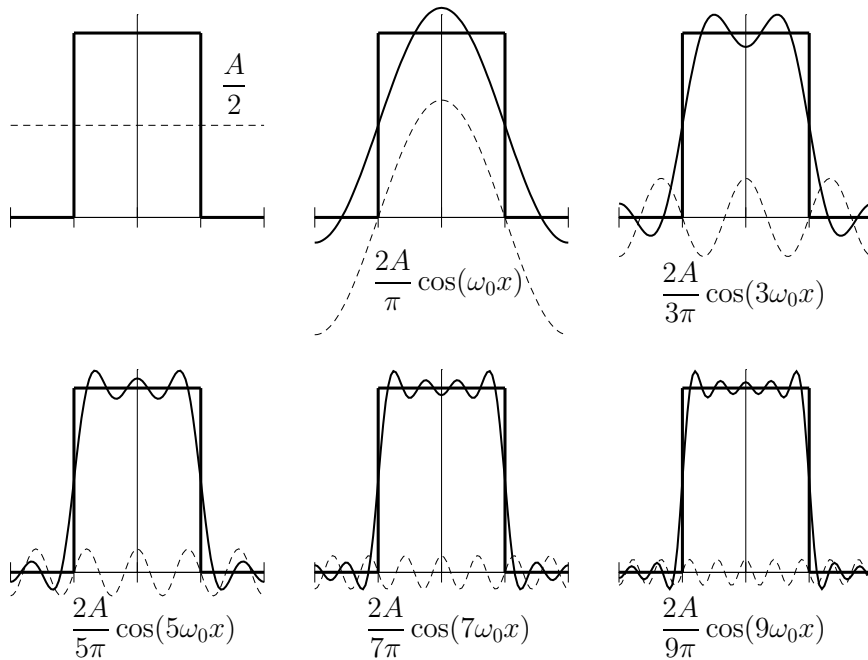 A/2
2A/π cos(ω₀x)
2A/3π cos(3ω₀x)
2A/5π cos(5ω₀x)
2A/7π cos(7ω₀x)
2A/9π cos(9ω₀x)